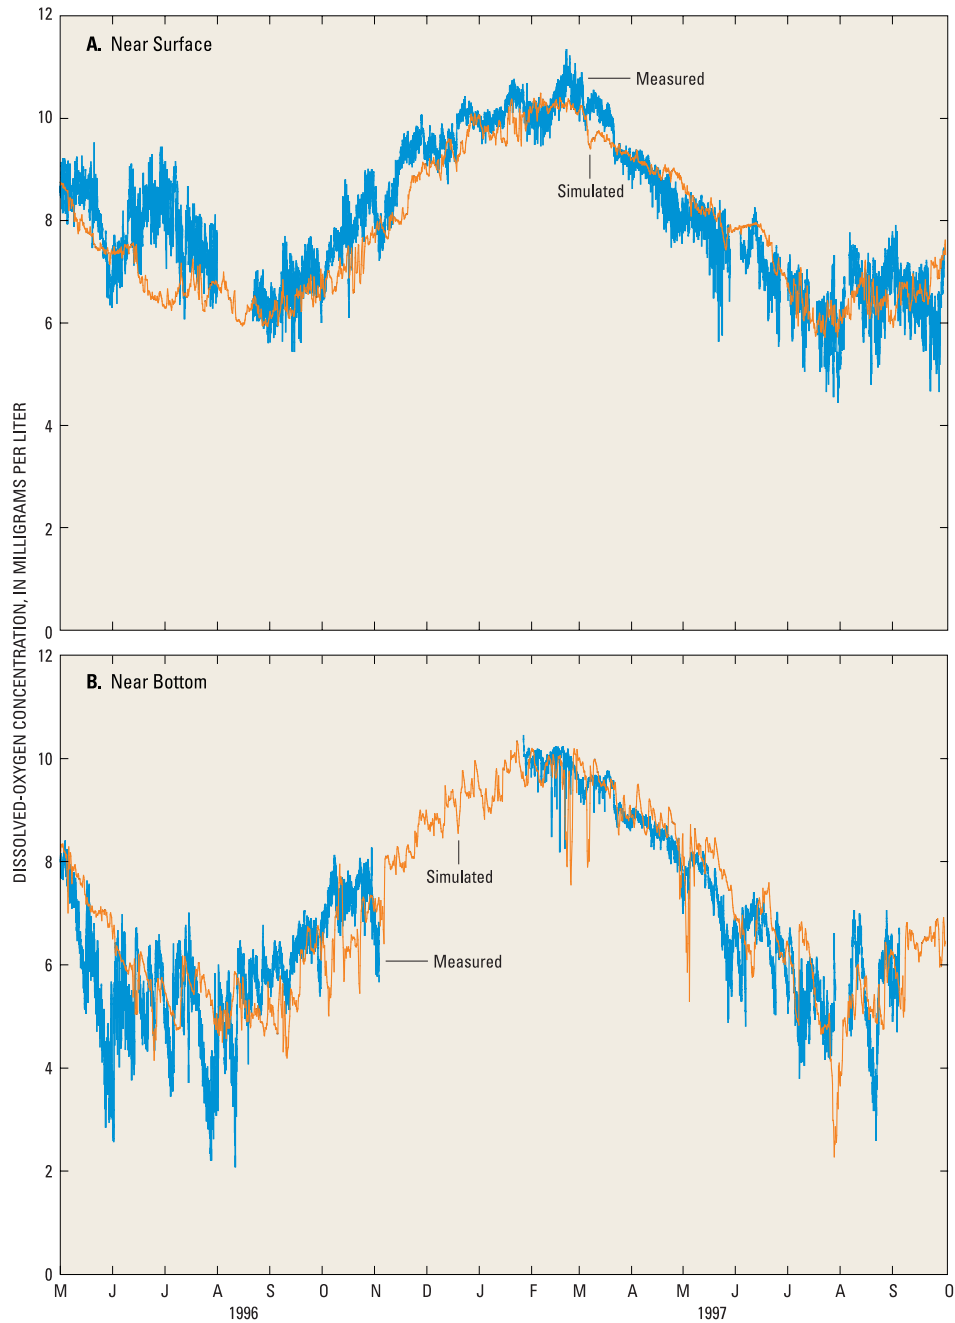 12
A. Near Surface
Measured
10
Simulated
8
6
4
2
0
DISSOLVED-OXYGEN CONCENTRATION, IN MILLIGRAMS PER LITER
12
B. Near Bottom
10
8
Simulated
Measured
6
4
2
0
M J J A S O N D J F M A M J J A S O
1996 1997